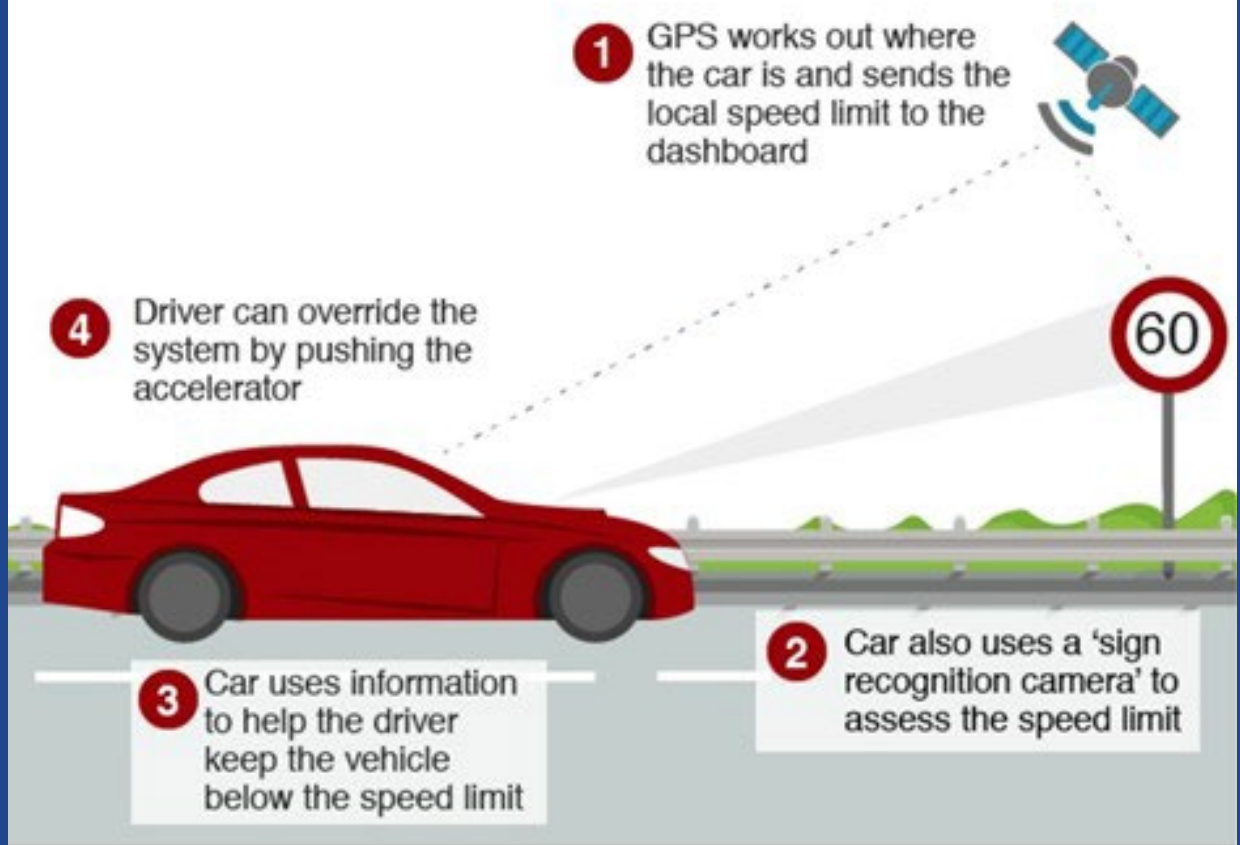 1
GPS works out where
the car is and sends the
local speed limit to the
dashboard
60
4
Driver can override the
system by pushing the
accelerator
2
Car also uses a ‘sign
recognition camera’ to
assess the speed limit
3
Car uses information
to help the driver
keep the vehicle
below the speed limit